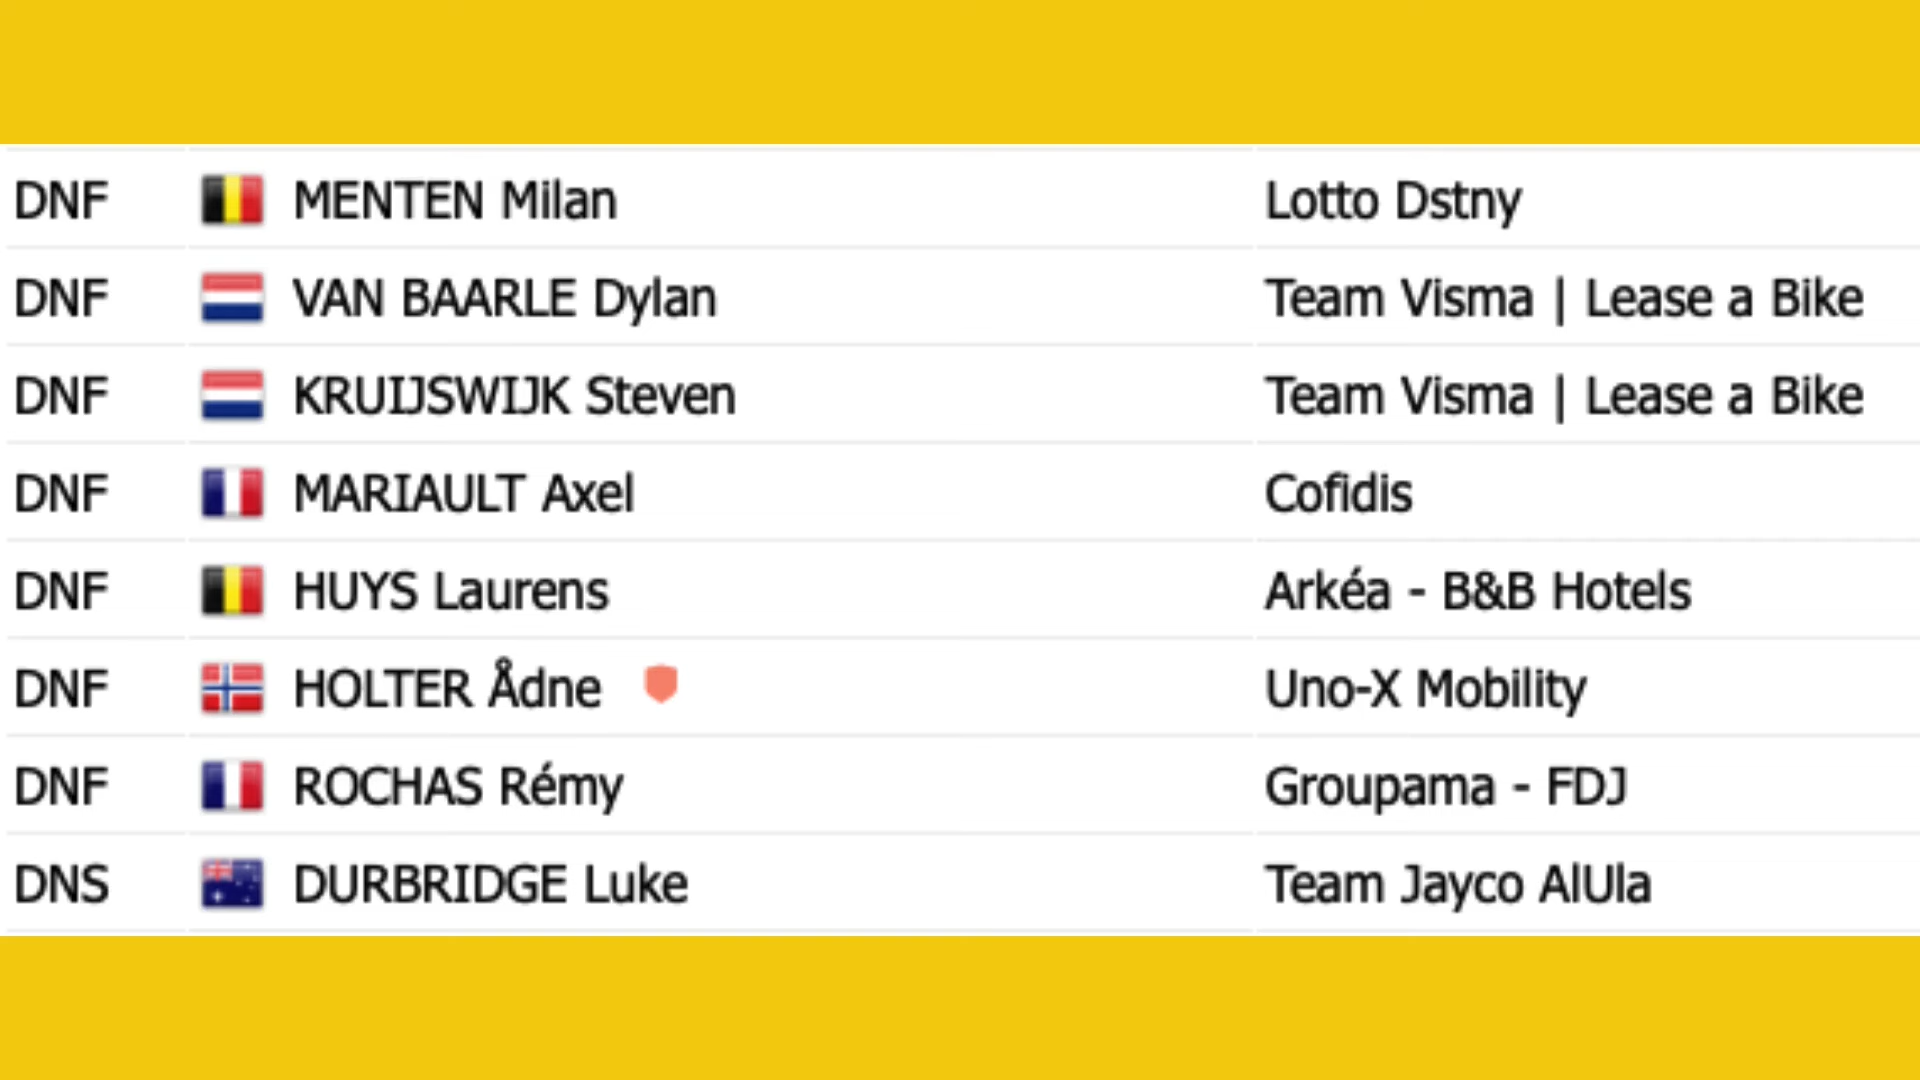 DNF MENTEN Milan Lotto Dstny
DNF VAN BAARLE Dylan Team Visma | Lease a Bike
DNF KRUIJSWIJK Steven Team Visma | Lease a Bike
DNF MARIAULT Axel Cofidis
DNF HUYS Laurens Arkéa - B&B Hotels
DNF HOLTER Ådne Uno-X Mobility
DNF ROCHAS Rémy Groupama - FDJ
DNS DURBRIDGE Luke Team Jayco AlUla